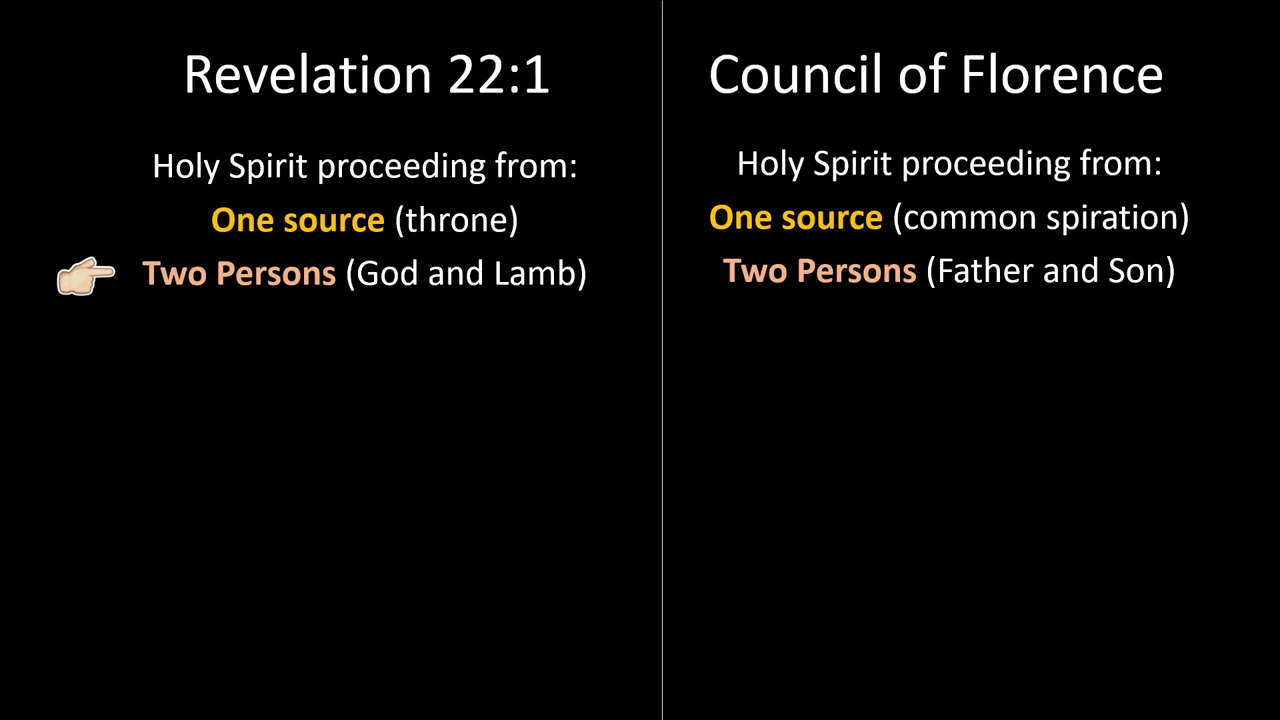 Revelation 22:1
Holy Spirit proceeding from:
One source (throne)
Two Persons (God and Lamb)
Council of Florence
Holy Spirit proceeding from:
One source (common spiration)
Two Persons (Father and Son)